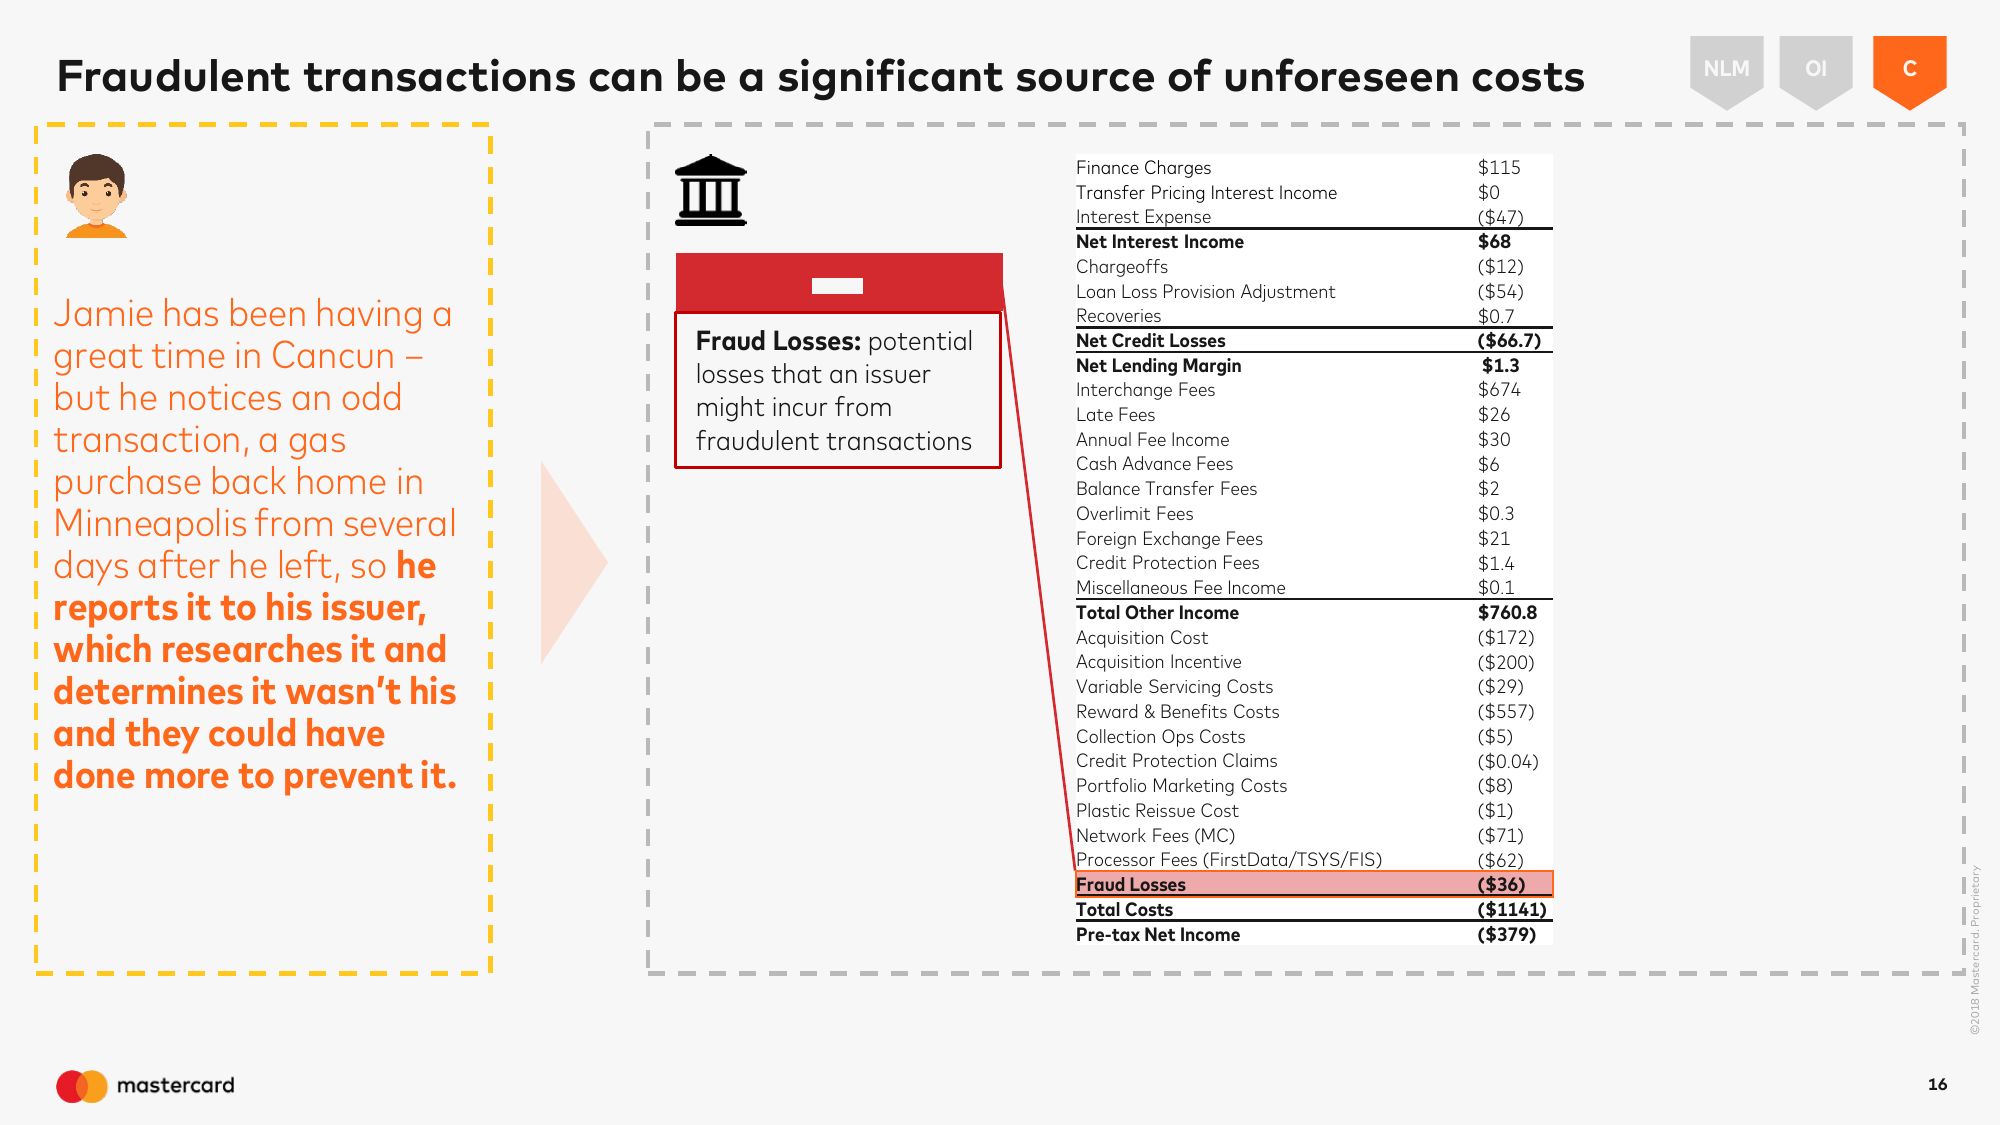 Fraudulent transactions can be a significant source of unforeseen costs
NLM
OI
C
Jamie has been having a
great time in Cancun –
but he notices an odd
transaction, a gas
purchase back home in
Minneapolis from several
days after he left, so he
reports it to his issuer,
which researches it and
determines it wasn't his
and they could have
done more to prevent it.
Fraud Losses: potential
losses that an issuer
might incur from
fraudulent transactions
Finance Charges $115
Transfer Pricing Interest Income $0
Interest Expense ($47)
Net Interest Income $68
Chargeoffs ($12)
Loan Loss Provision Adjustment ($54)
Recoveries $0.7
Net Credit Losses ($66.7)
Net Lending Margin $1.3
Interchange Fees $674
Late Fees $26
Annual Fee Income $30
Cash Advance Fees $6
Balance Transfer Fees $2
Overlimit Fees $0.3
Foreign Exchange Fees $21
Credit Protection Fees $1.4
Miscellaneous Fee Income $0.1
Total Other Income $760.8
Acquisition Cost ($172)
Acquisition Incentive ($200)
Variable Servicing Costs ($29)
Reward & Benefits Costs ($557)
Collection Ops Costs ($5)
Credit Protection Claims ($0.04)
Portfolio Marketing Costs ($8)
Plastic Reissue Cost ($1)
Network Fees (MC) ($71)
Processor Fees (FirstData/TSYS/FIS) ($62)
Fraud Losses ($36)
Total Costs ($1141)
Pre-tax Net Income ($379)
©2018 Mastercard. Proprietary
mastercard
16